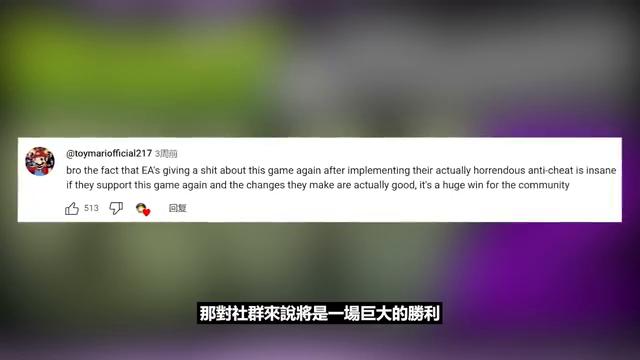 @toymariofficial217 3周前
bro the fact that EA's giving a shit about this game again after implementing their actually horrendous anti-cheat is insane
if they support this game again and the changes they make are actually good, it's a huge win for the community
513 回复
那對社群來說將是一場巨大的勝利